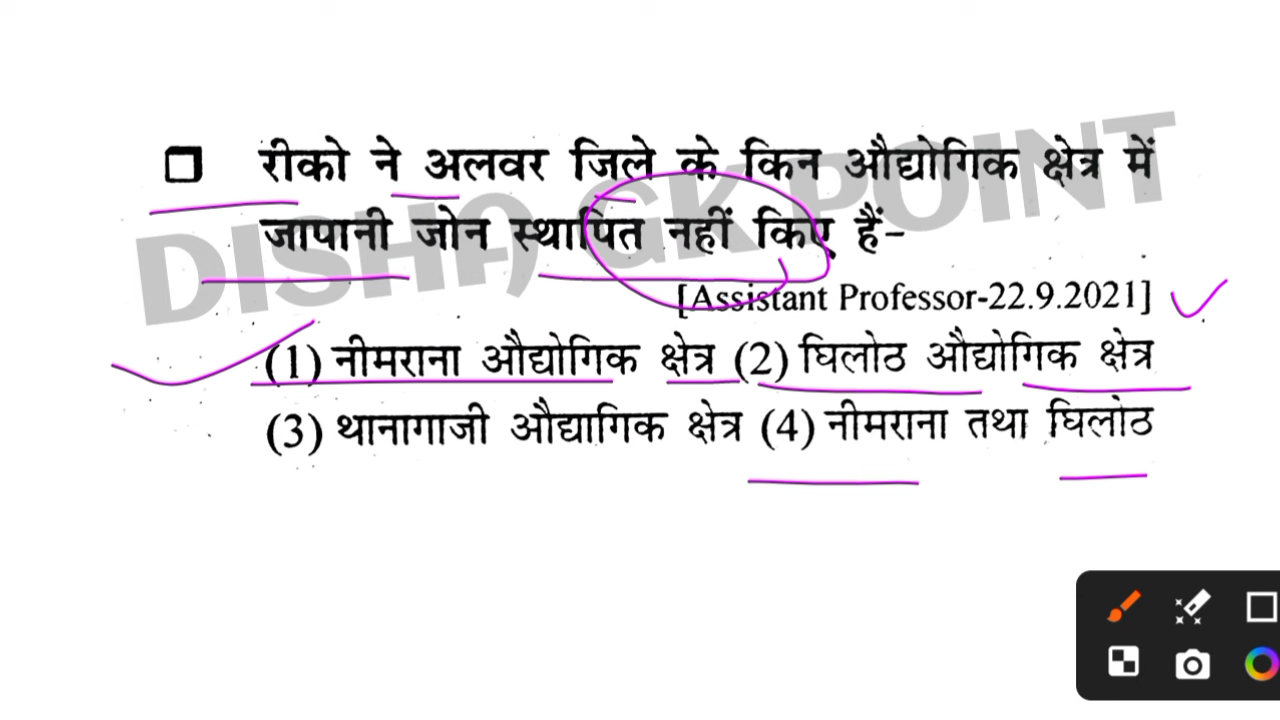 रीको ने अलवर जिले के किन औद्योगिक क्षेत्र में
जापानी जोन स्थापित नहीं किए हैं-
[Assistant Professor-22.9.2021]
(1) नीमराना औद्योगिक क्षेत्र (2) घिलोठ औद्योगिक क्षेत्र
(3) थानागाजी औद्यागिक क्षेत्र (4) नीमराना तथा घिलोठ
DISHA GK POINT